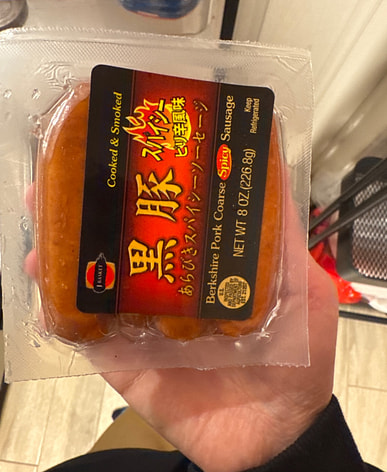 Cooked & Smoked
スパイシー
ピリ辛風味
黒豚
あらびきスパイシーソーセージ
Berkshire Pork Coarse Spicy Sausage
NET WT 8 OZ.(226.8g)
Keep
Refrigerated
J-BASKET